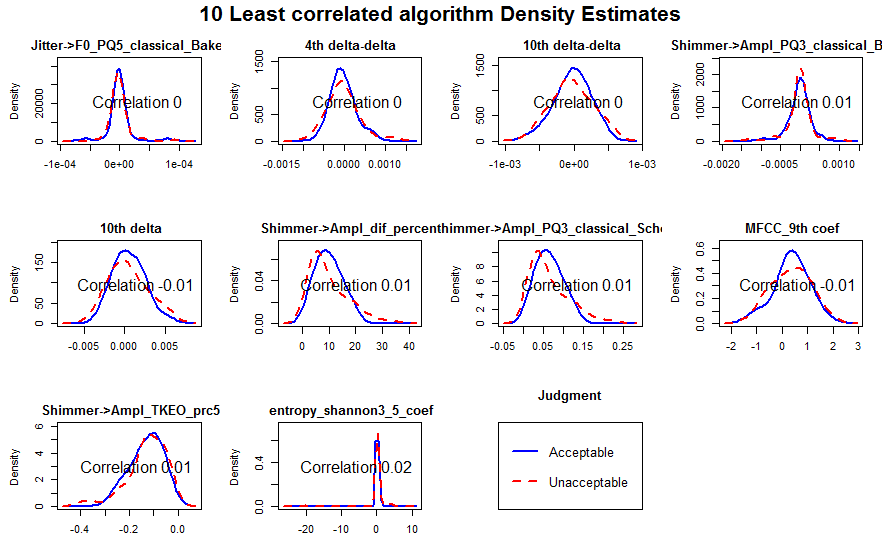 10 Least correlated algorithm Density Estimates
Jitter->F0_PQ5_classical_Bake
Density
0 20000
Correlation 0
-1e-04 0e+00 1e-04
4th delta-delta
Density
0 500 1500
Correlation 0
-0.0015 0.0000 0.0010
10th delta-delta
Density
0 500 1500
Correlation 0
-1e-03 0e+00 1e-03
Shimmer->Ampl_PQ3_classical_B
Density
0 1000 2000
Correlation 0.01
-0.0020 -0.0005 0.0010
10th delta
Density
0 50 150
Correlation -0.01
-0.005 0.000 0.005
Shimmer->Ampl_dif_percent
Density
0.00 0.04
Correlation 0.01
0 10 20 30 40
himmer->Ampl_PQ3_classical_Sch
Density
0 2 4 8
Correlation 0.01
-0.05 0.05 0.15 0.25
MFCC_9th coef
Density
0.0 0.2 0.4 0.6
Correlation -0.01
-2 -1 0 1 2 3
Shimmer->Ampl_TKEO_prc5
Density
0 2 4 6
Correlation 0.01
-0.4 -0.2 0.0
entropy_shannon3_5_coef
Density
0.0 0.4
Correlation 0.02
-20 -10 0 10
Judgment
Acceptable
Unacceptable